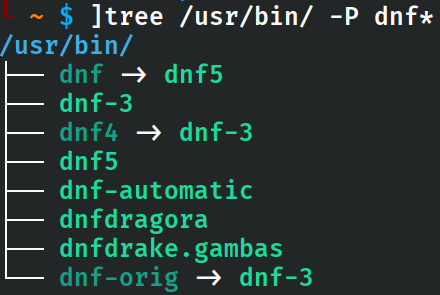 ~ $ ]tree /usr/bin/ -P dnf*
/usr/bin/
├── dnf → dnf5
├── dnf-3
├── dnf4 → dnf-3
├── dnf5
├── dnf-automatic
├── dnfdragora
├── dnfdrake.gambas
└── dnf-orig → dnf-3